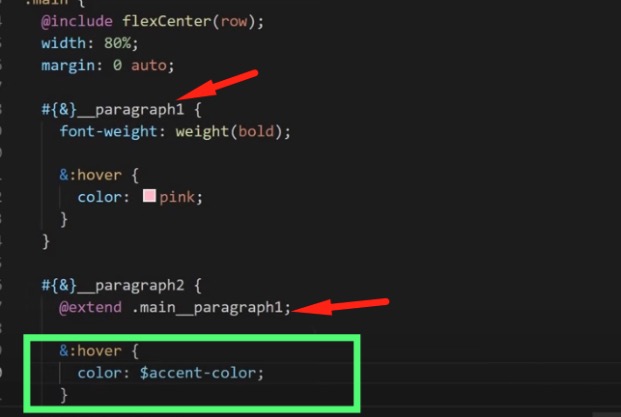 .main {
@include flexCenter(row);
width: 80%;
margin: 0 auto;
#{&}__paragraph1 {
font-weight: weight(bold);
&:hover {
color: pink;
}
}
#{&}__paragraph2 {
@extend .main__paragraph1;
&:hover {
color: $accent-color;
}